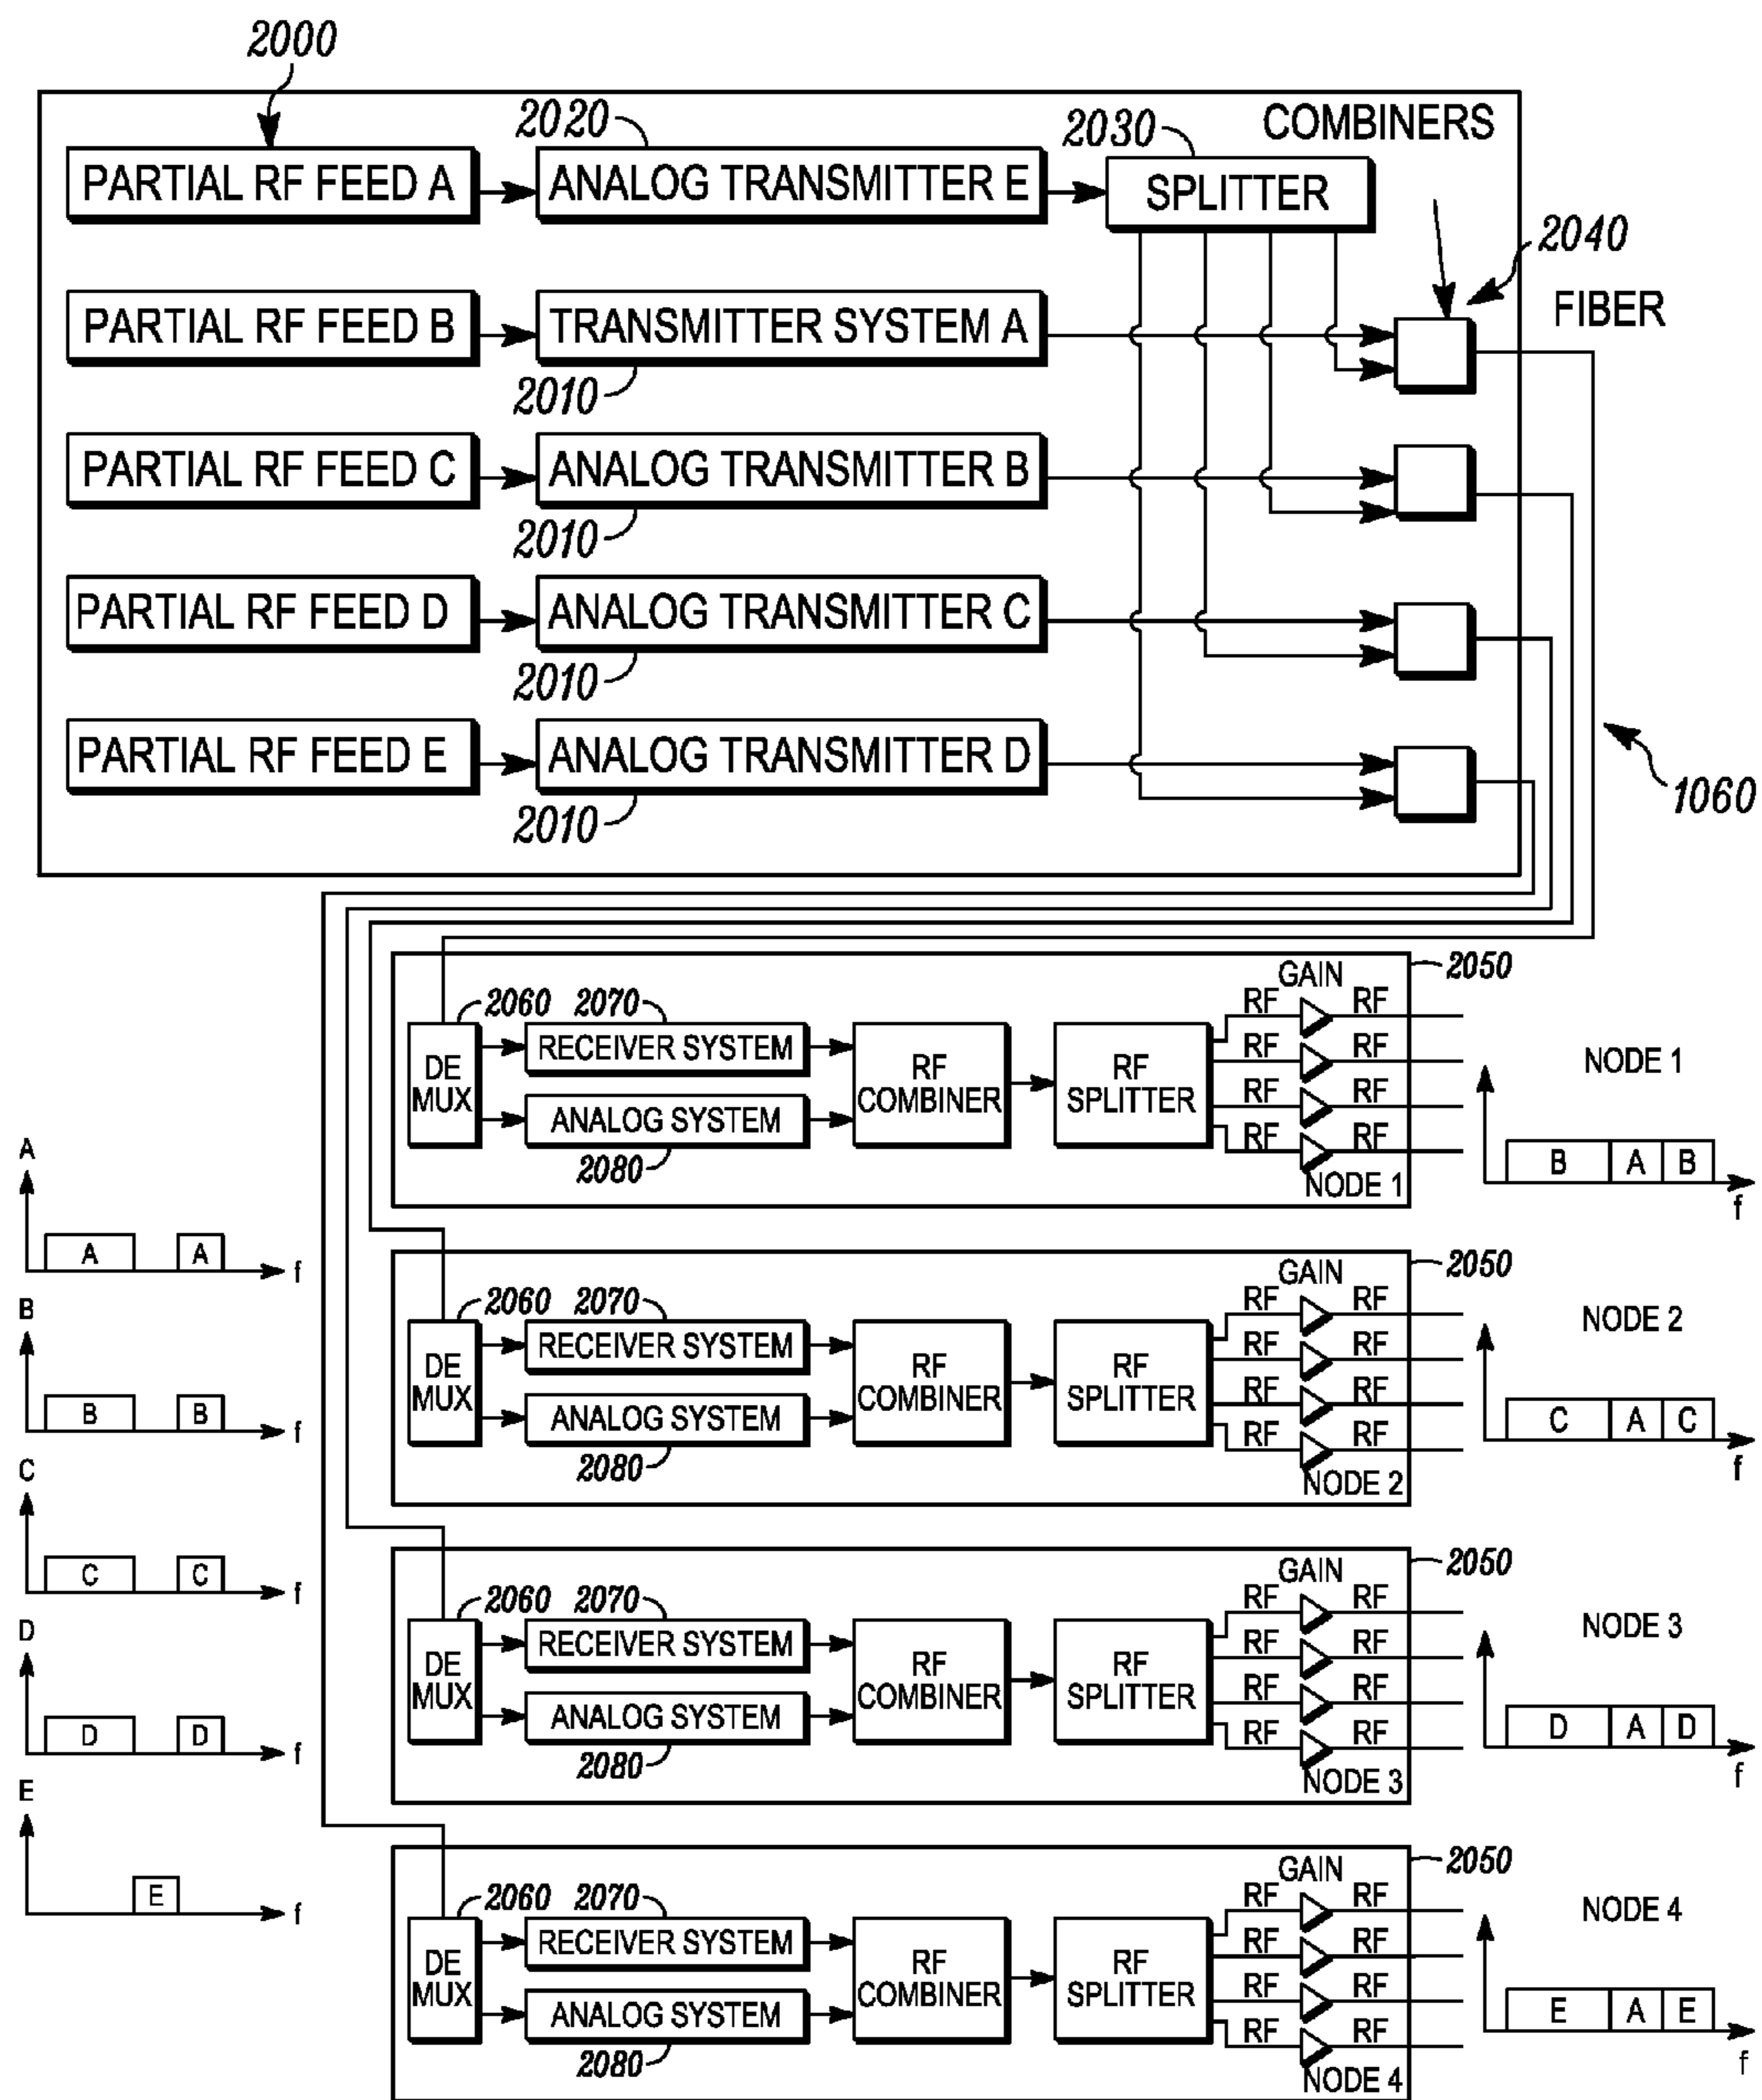 2000
2020
2030
COMBINERS
PARTIAL RF FEED A
ANALOG TRANSMITTER E
SPLITTER
2040
FIBER
PARTIAL RF FEED B
TRANSMITTER SYSTEM A
2010
PARTIAL RF FEED C
ANALOG TRANSMITTER B
2010
PARTIAL RF FEED D
ANALOG TRANSMITTER C
2010
PARTIAL RF FEED E
ANALOG TRANSMITTER D
2010
1060
2050
GAIN
2060
2070
DE
MUX
RECEIVER SYSTEM
ANALOG SYSTEM
2080
RF
COMBINER
RF
SPLITTER
RF RF
RF RF
RF RF
RF RF
NODE 1
NODE 1
B A B
f
A
A A
f
B
B B
f
C
C C
f
D
D D
f
E
E
f
2050
GAIN
2060
2070
DE
MUX
RECEIVER SYSTEM
ANALOG SYSTEM
2080
RF
COMBINER
RF
SPLITTER
RF RF
RF RF
RF RF
RF RF
NODE 2
NODE 2
C A C
f
2050
GAIN
2060
2070
DE
MUX
RECEIVER SYSTEM
ANALOG SYSTEM
2080
RF
COMBINER
RF
SPLITTER
RF RF
RF RF
RF RF
RF RF
NODE 3
NODE 3
D A D
f
2050
GAIN
2060
2070
DE
MUX
RECEIVER SYSTEM
ANALOG SYSTEM
2080
RF
COMBINER
RF
SPLITTER
RF RF
RF RF
RF RF
RF RF
NODE 4
NODE 4
E A E
f